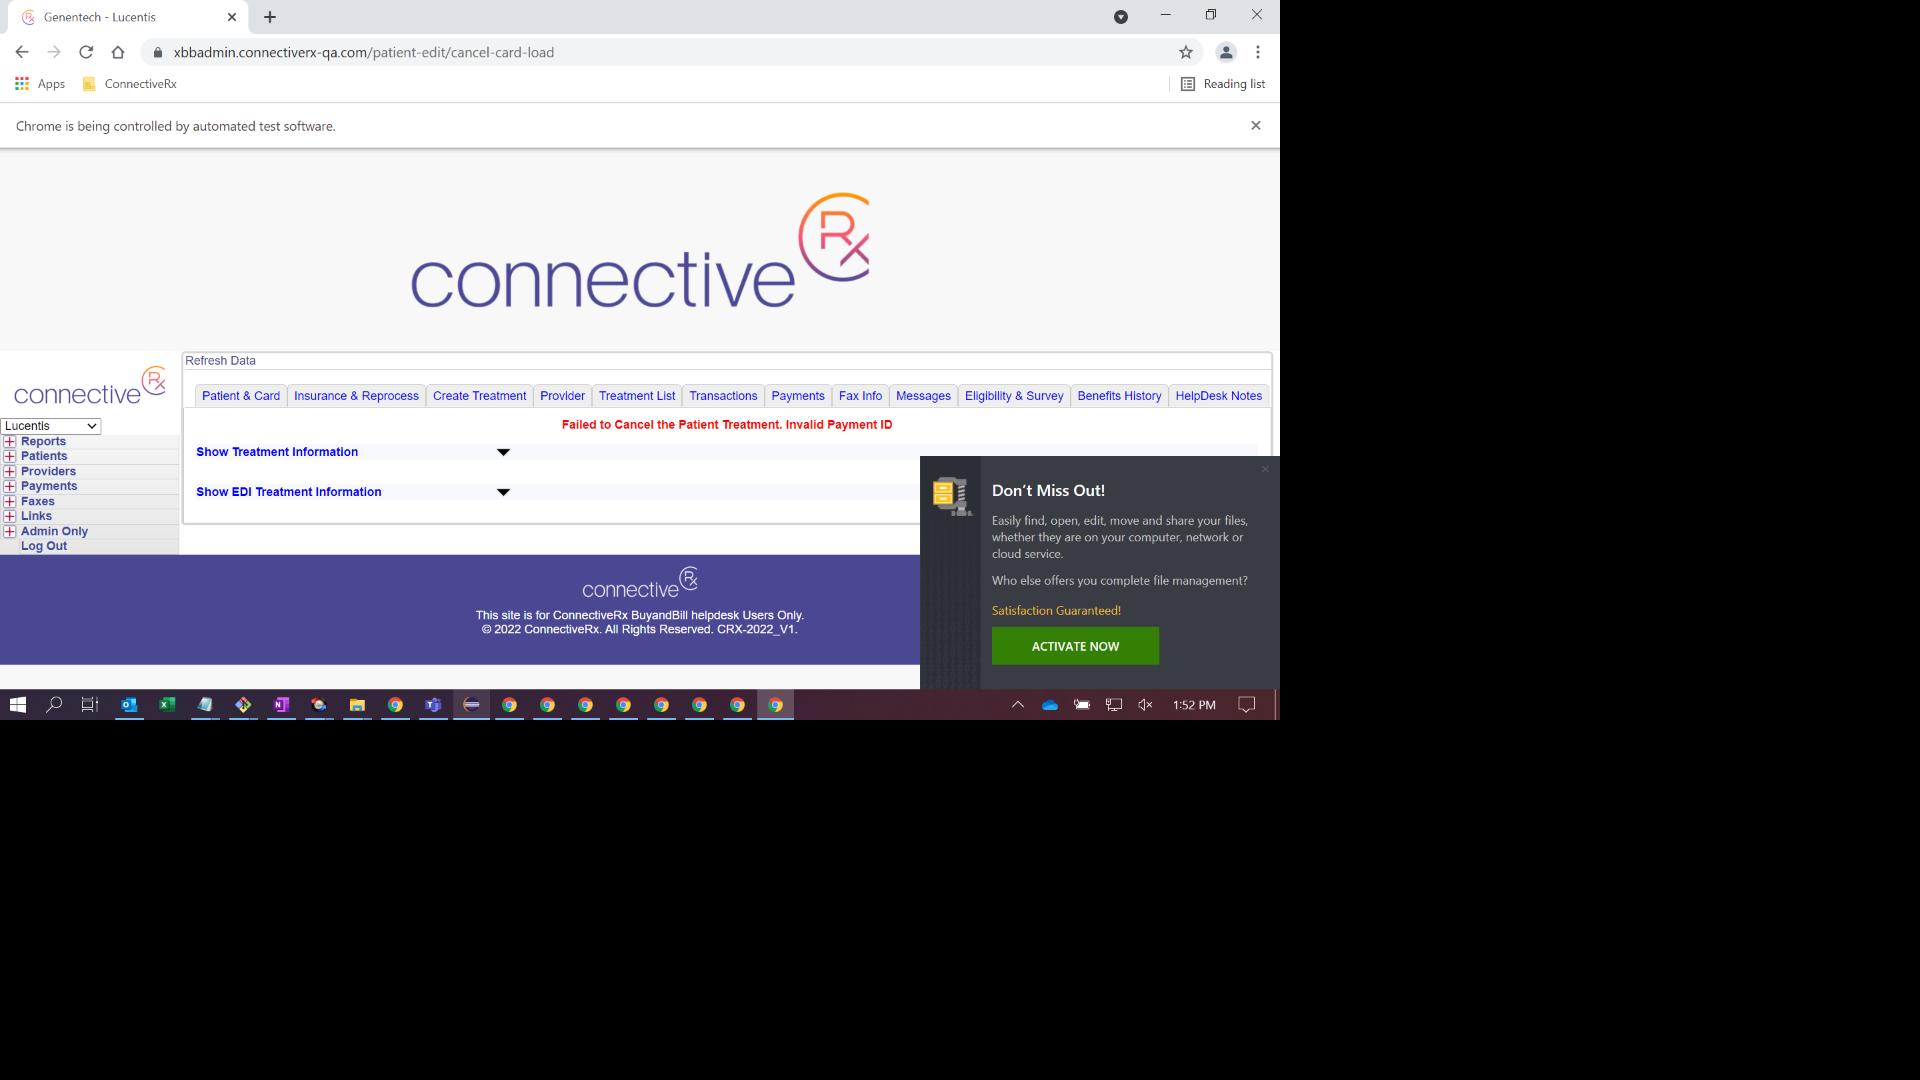 Genentech - Lucentis
xbbadmin.connectiverx-qa.com/patient-edit/cancel-card-load
Apps
ConnectiveRx
Reading list
Chrome is being controlled by automated test software.
connective Rx
connective Rx
Refresh Data
Patient & Card Insurance & Reprocess Create Treatment Provider Treatment List Transactions Payments Fax Info Messages Eligibility & Survey Benefits History HelpDesk Notes
Failed to Cancel the Patient Treatment. Invalid Payment ID
Show Treatment Information
Show EDI Treatment Information
Lucentis
Reports
Patients
Providers
Payments
Faxes
Links
Admin Only
Log Out
Don't Miss Out!
Easily find, open, edit, move and share your files,
whether they are on your computer, network or
cloud service.
Who else offers you complete file management?
Satisfaction Guaranteed!
ACTIVATE NOW
connective Rx
This site is for ConnectiveRx BuyandBill helpdesk Users Only.
© 2022 ConnectiveRx. All Rights Reserved. CRX-2022_V1.
1:52 PM